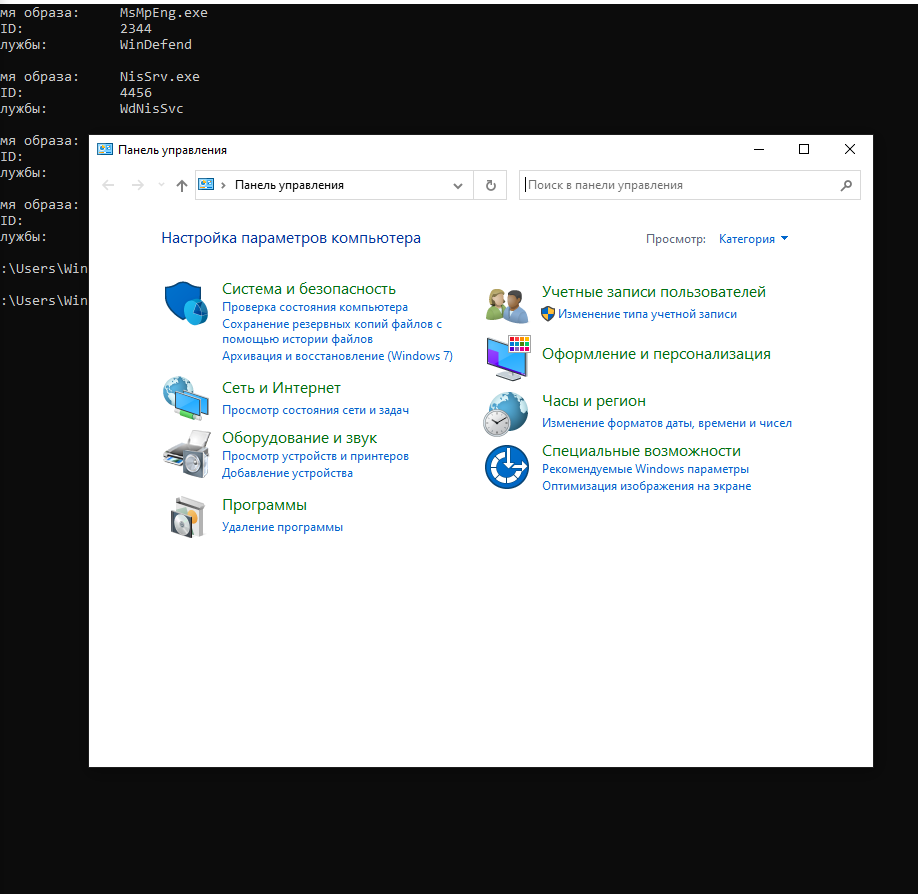 мя образа: MsMpEng.exe
ID: 2344
лужбы: WinDefend
мя образа: NisSrv.exe
ID: 4456
лужбы: WdNisSvc
мя образа:
ID:
лужбы:
мя образа:
ID:
лужбы:
:\Users\Win
:\Users\Win
Панель управления
Панель управления
Поиск в панели управления
Настройка параметров компьютера
Просмотр: Категория
Система и безопасность
Проверка состояния компьютера
Сохранение резервных копий файлов с
помощью истории файлов
Архивация и восстановление (Windows 7)
Сеть и Интернет
Просмотр состояния сети и задач
Оборудование и звук
Просмотр устройств и принтеров
Добавление устройства
Программы
Удаление программы
Учетные записи пользователей
Изменение типа учетной записи
Оформление и персонализация
Часы и регион
Изменение форматов даты, времени и чисел
Специальные возможности
Рекомендуемые Windows параметры
Оптимизация изображения на экране